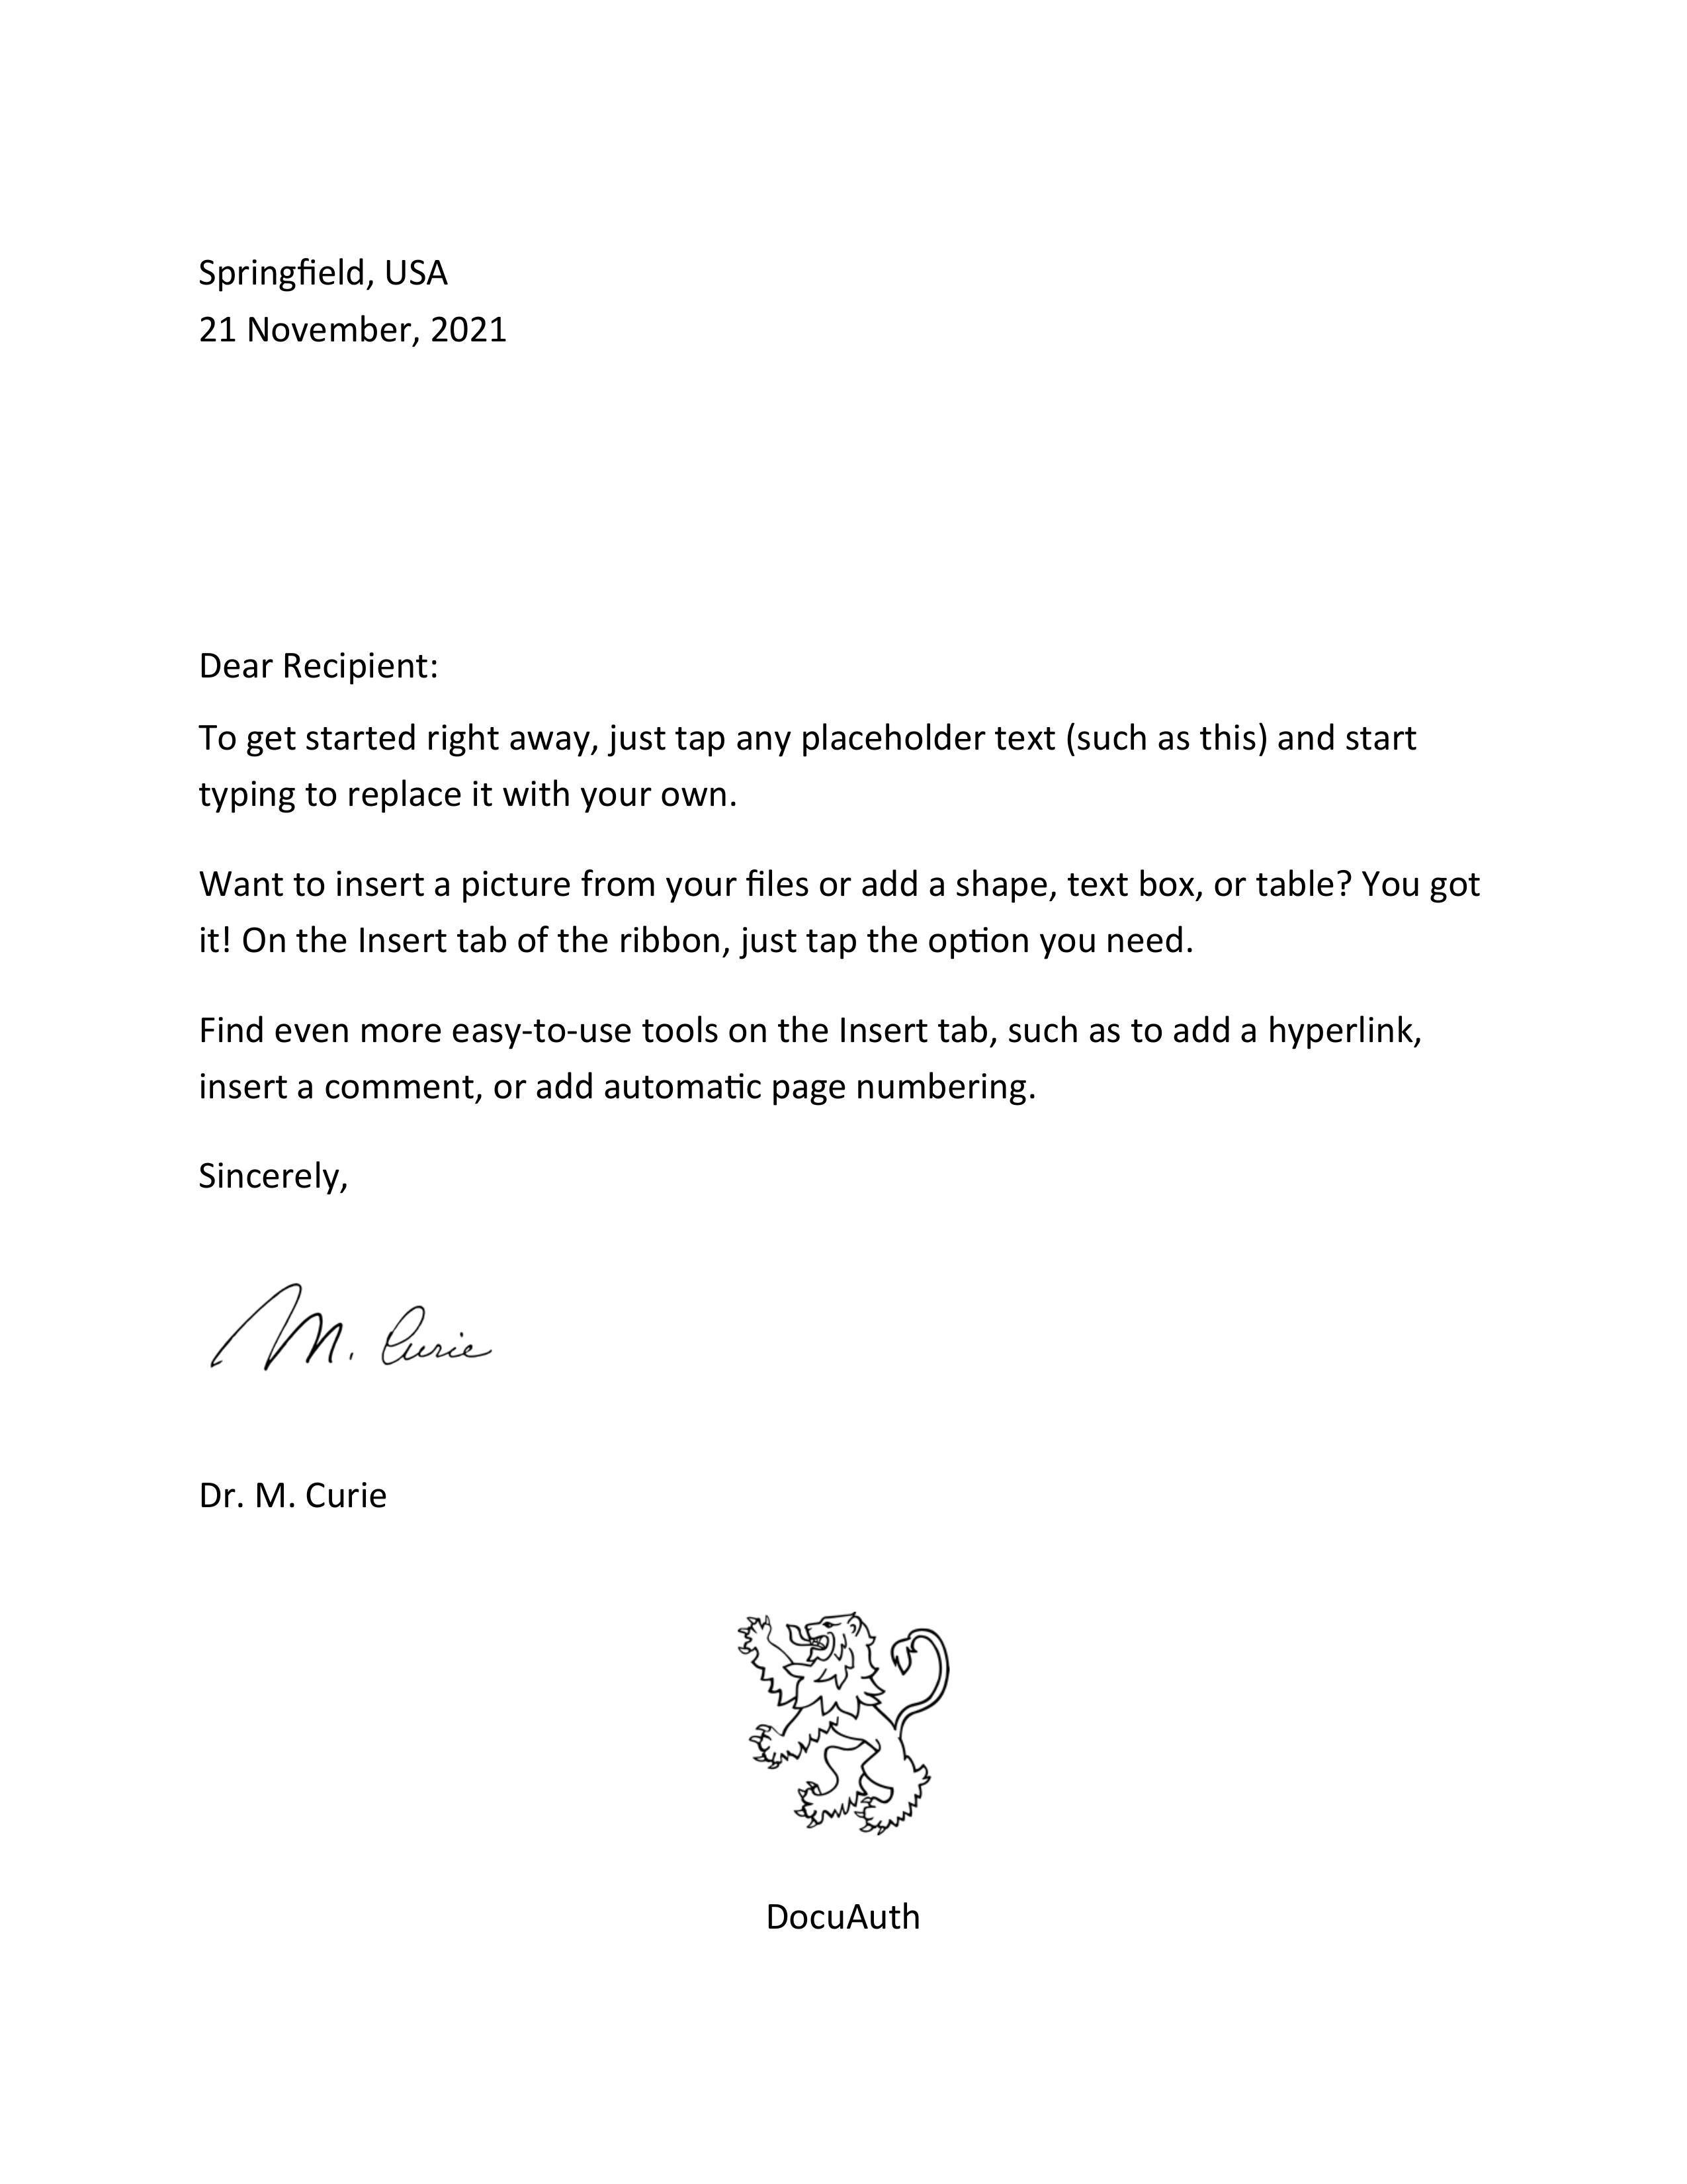 Springfield, USA
21 November, 2021
Dear Recipient:
To get started right away, just tap any placeholder text (such as this) and start
typing to replace it with your own.
Want to insert a picture from your files or add a shape, text box, or table? You got
it! On the Insert tab of the ribbon, just tap the option you need.
Find even more easy-to-use tools on the Insert tab, such as to add a hyperlink,
insert a comment, or add automatic page numbering.
Sincerely,
M. Curie
Dr. M. Curie
DocuAuth